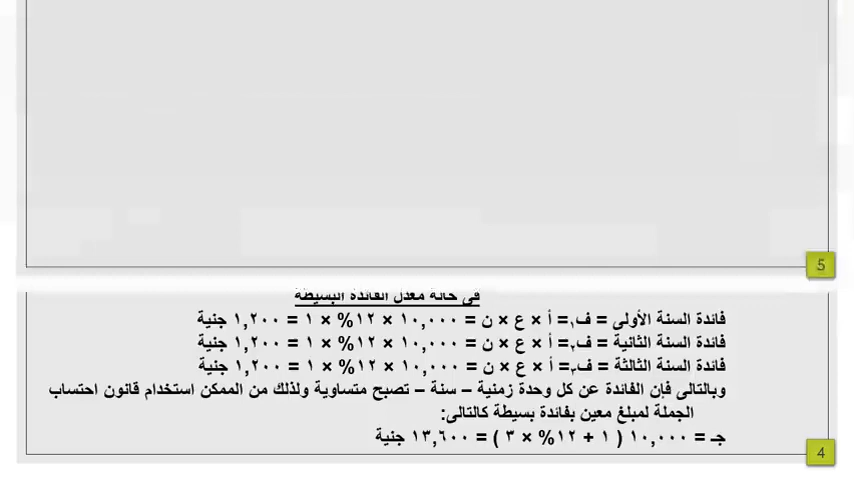 5
فى حالة معدل الفائدة البسيطة
فائدة السنة الأولى = ف١= أ × ع × ن = ١٠,٠٠٠ × ١٢% × ١ = ١,٢٠٠ جنية
فائدة السنة الثانية = ف٢= أ × ع × ن = ١٠,٠٠٠ × ١٢% × ١ = ١,٢٠٠ جنية
فائدة السنة الثالثة = ف٣= أ × ع × ن = ١٠,٠٠٠ × ١٢% × ١ = ١,٢٠٠ جنية
وبالتالى فإن الفائدة عن كل وحدة زمنية – سنة – تصبح متساوية ولذلك من الممكن استخدام قانون احتساب
الجملة لمبلغ معين بفائدة بسيطة كالتالى:
جـ = ١٠,٠٠٠ ( ١ + ١٢% × ٣ ) = ١٣,٦٠٠ جنية
4